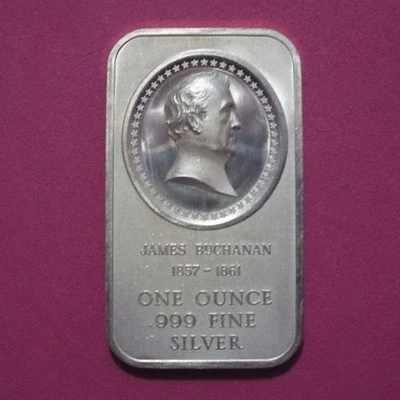 JAMES BUCHANAN
1857 - 1861
ONE OUNCE
.999 FINE
SILVER